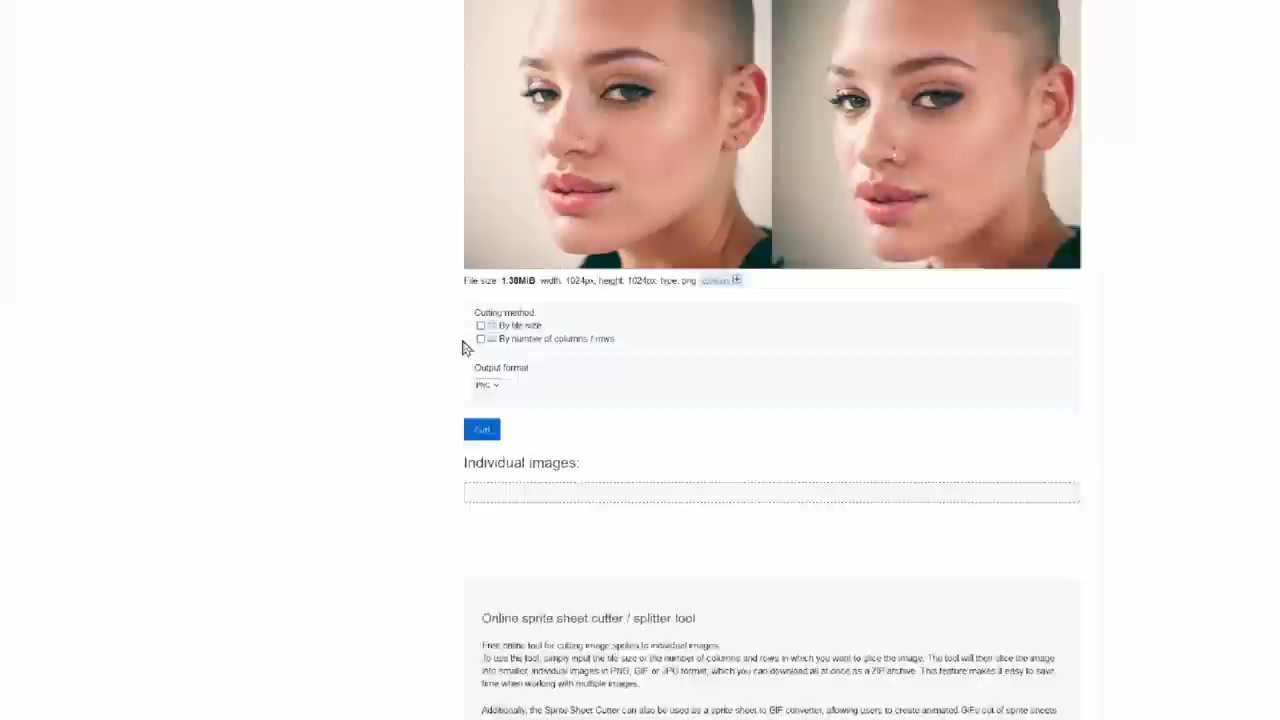 File size: 1.38MiB, width: 1024px, height: 1024px, type: png convert
Cutting method:
By tile size
By number of columns / rows
Output format
PNG
Cut!
Individual images:
Online sprite sheet cutter / splitter tool
Free online tool for cutting image sprites to individual images.
To use the tool, simply input the tile size or the number of columns and rows in which you want to slice the image. The tool will then slice the image
into smaller, individual images in PNG, GIF or JPG format, which you can download all at once as a ZIP archive. This feature makes it easy to save
time when working with multiple images.
Additionally, the Sprite Sheet Cutter can also be used as a sprite sheet to GIF converter, allowing users to create animated GIFs out of sprite sheets